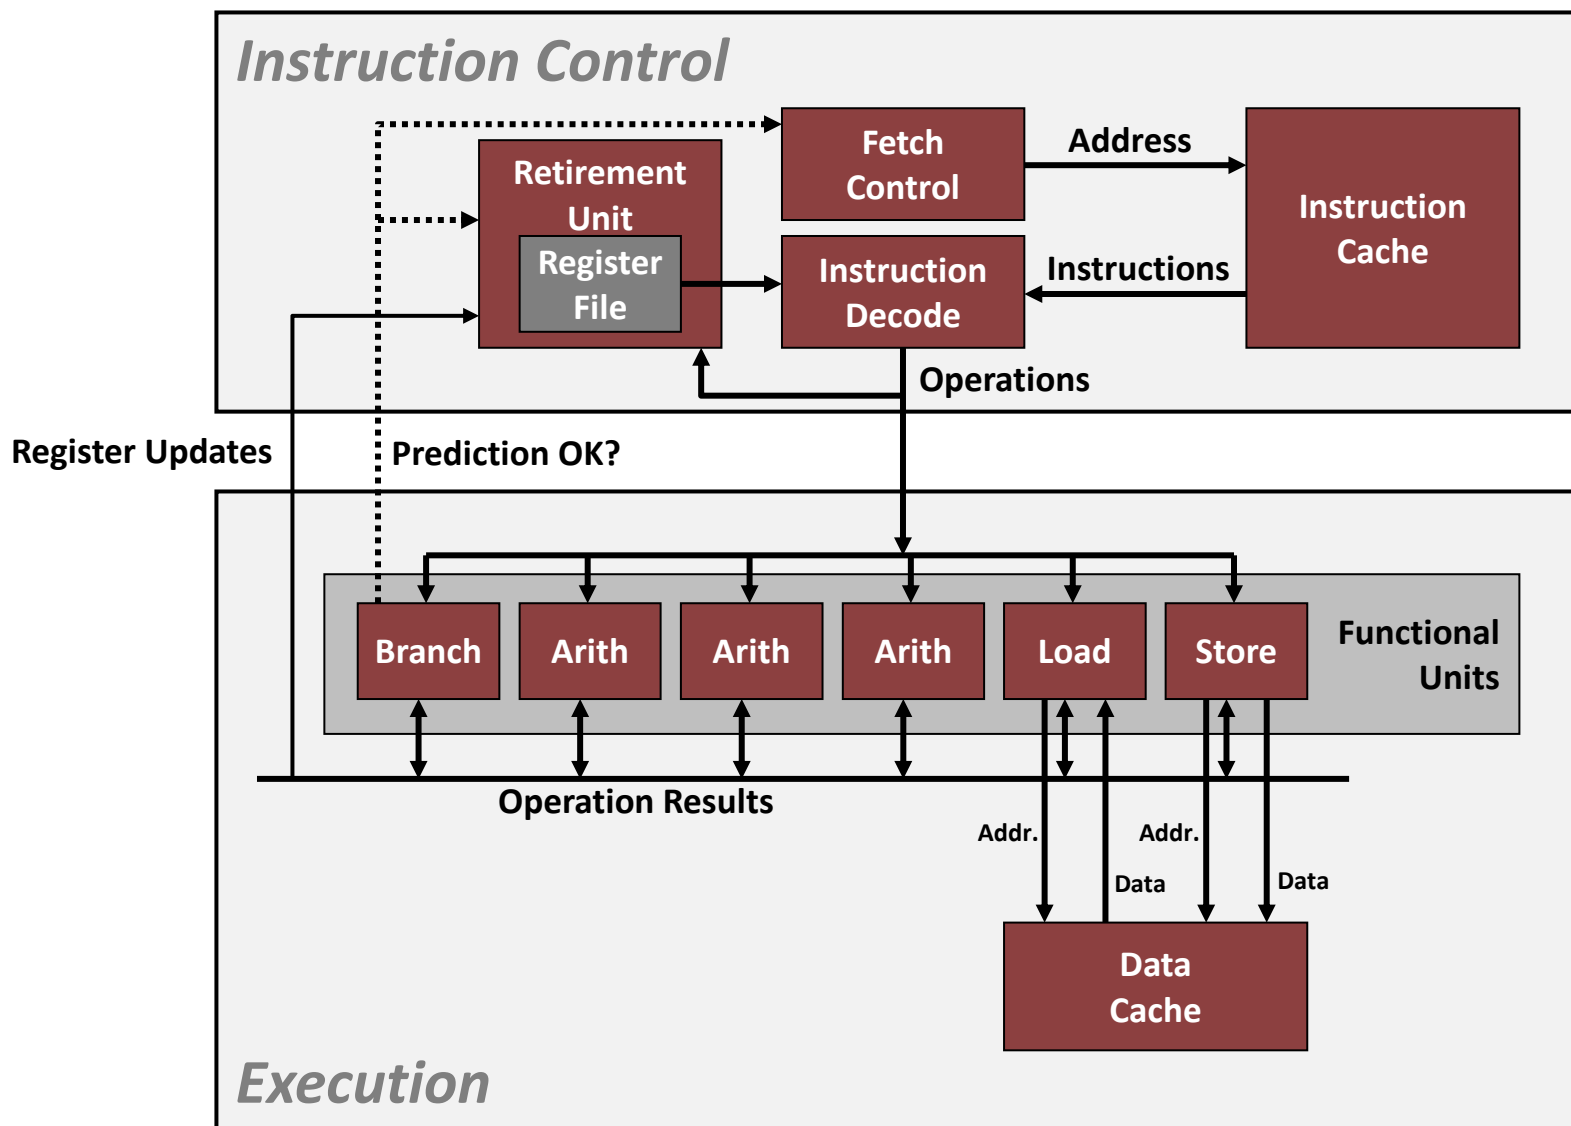 Instruction Control
Fetch
Control
Address
Instruction
Cache
Retirement
Unit
Register
File
Instruction
Decode
Instructions
Operations
Register Updates
Prediction OK?
Branch
Arith
Arith
Arith
Load
Store
Functional
Units
Operation Results
Addr.
Addr.
Data
Data
Data
Cache
Execution